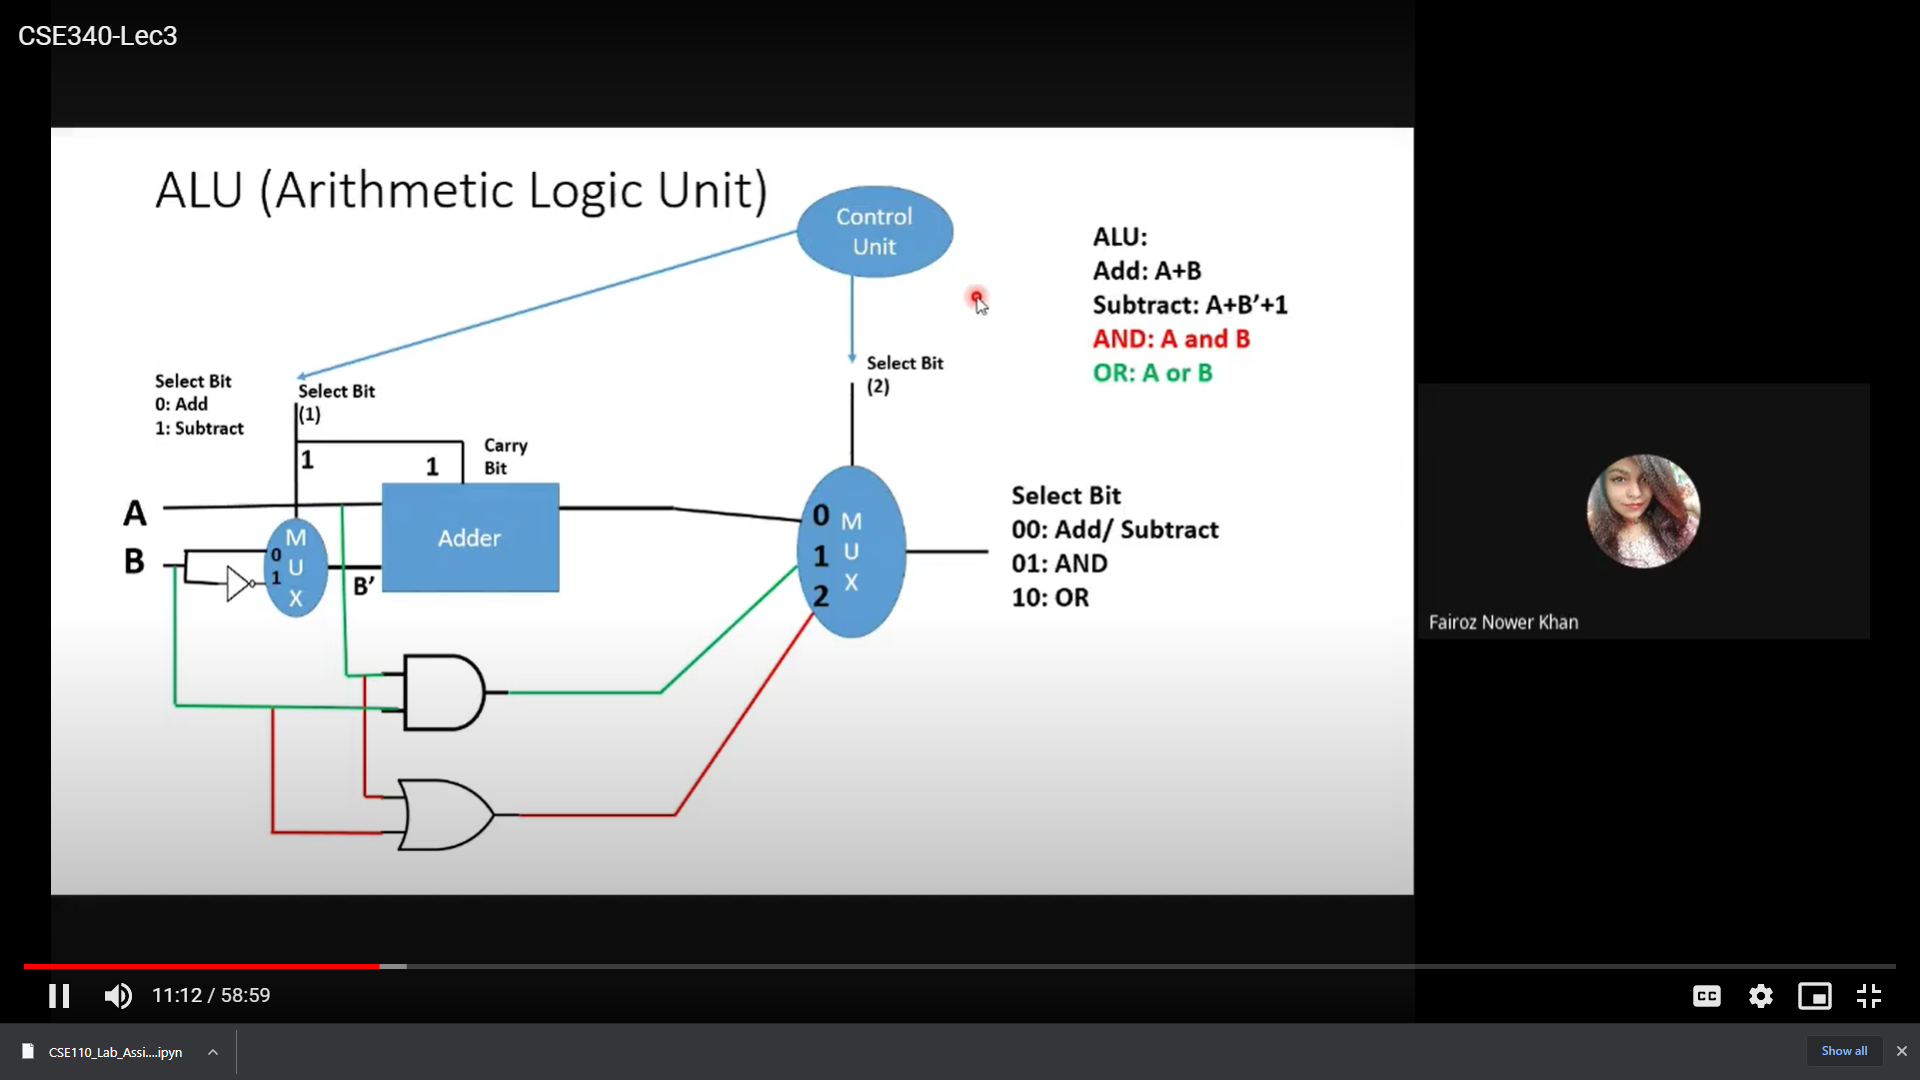 CSE340-Lec3
ALU (Arithmetic Logic Unit)
Control
Unit
ALU:
Add: A+B
Subtract: A+B’+1
AND: A and B
OR: A or B
Select Bit
0: Add
1: Subtract
Select Bit
(1)
Select Bit
(2)
1
1
Carry
Bit
A
B
M
U
X
0
1
B’
Adder
0
1
2
M
U
X
Select Bit
00: Add/ Subtract
01: AND
10: OR
Fairoz Nower Khan
11:12 / 58:59
CC
CSE110_Lab_Assi....ipyn
Show all